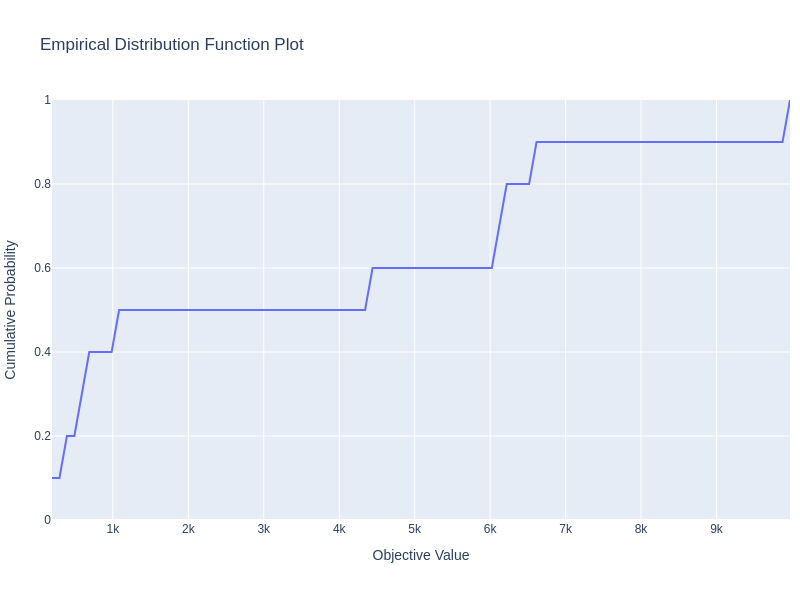 Empirical Distribution Function Plot
Cumulative Probability
1
0.8
0.6
0.4
0.2
0
1k 2k 3k 4k 5k 6k 7k 8k 9k
Objective Value